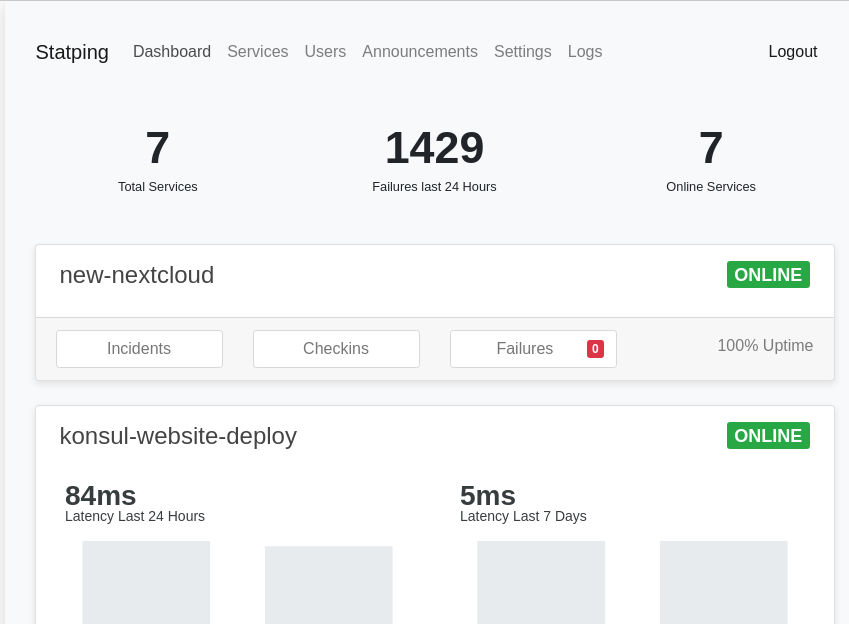 Statping Dashboard Services Users Announcements Settings Logs Logout
7 1429 7
Total Services Failures last 24 Hours Online Services
new-nextcloud ONLINE
Incidents Checkins Failures 0 100% Uptime
konsul-website-deploy ONLINE
84ms 5ms
Latency Last 24 Hours Latency Last 7 Days